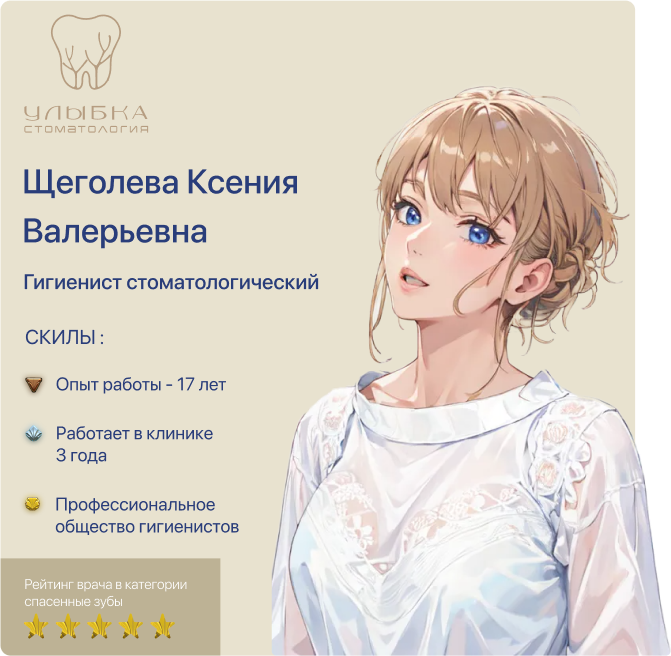 УЛЫБКА
СТОМАТОЛОГИЯ
Щеголева Ксения
Валерьевна
Гигиенист стоматологический
СКИЛЫ :
Опыт работы - 17 лет
Работает в клинике
3 года
Профессиональное
общество гигиенистов
Рейтинг врача в категории
спасенные зубы